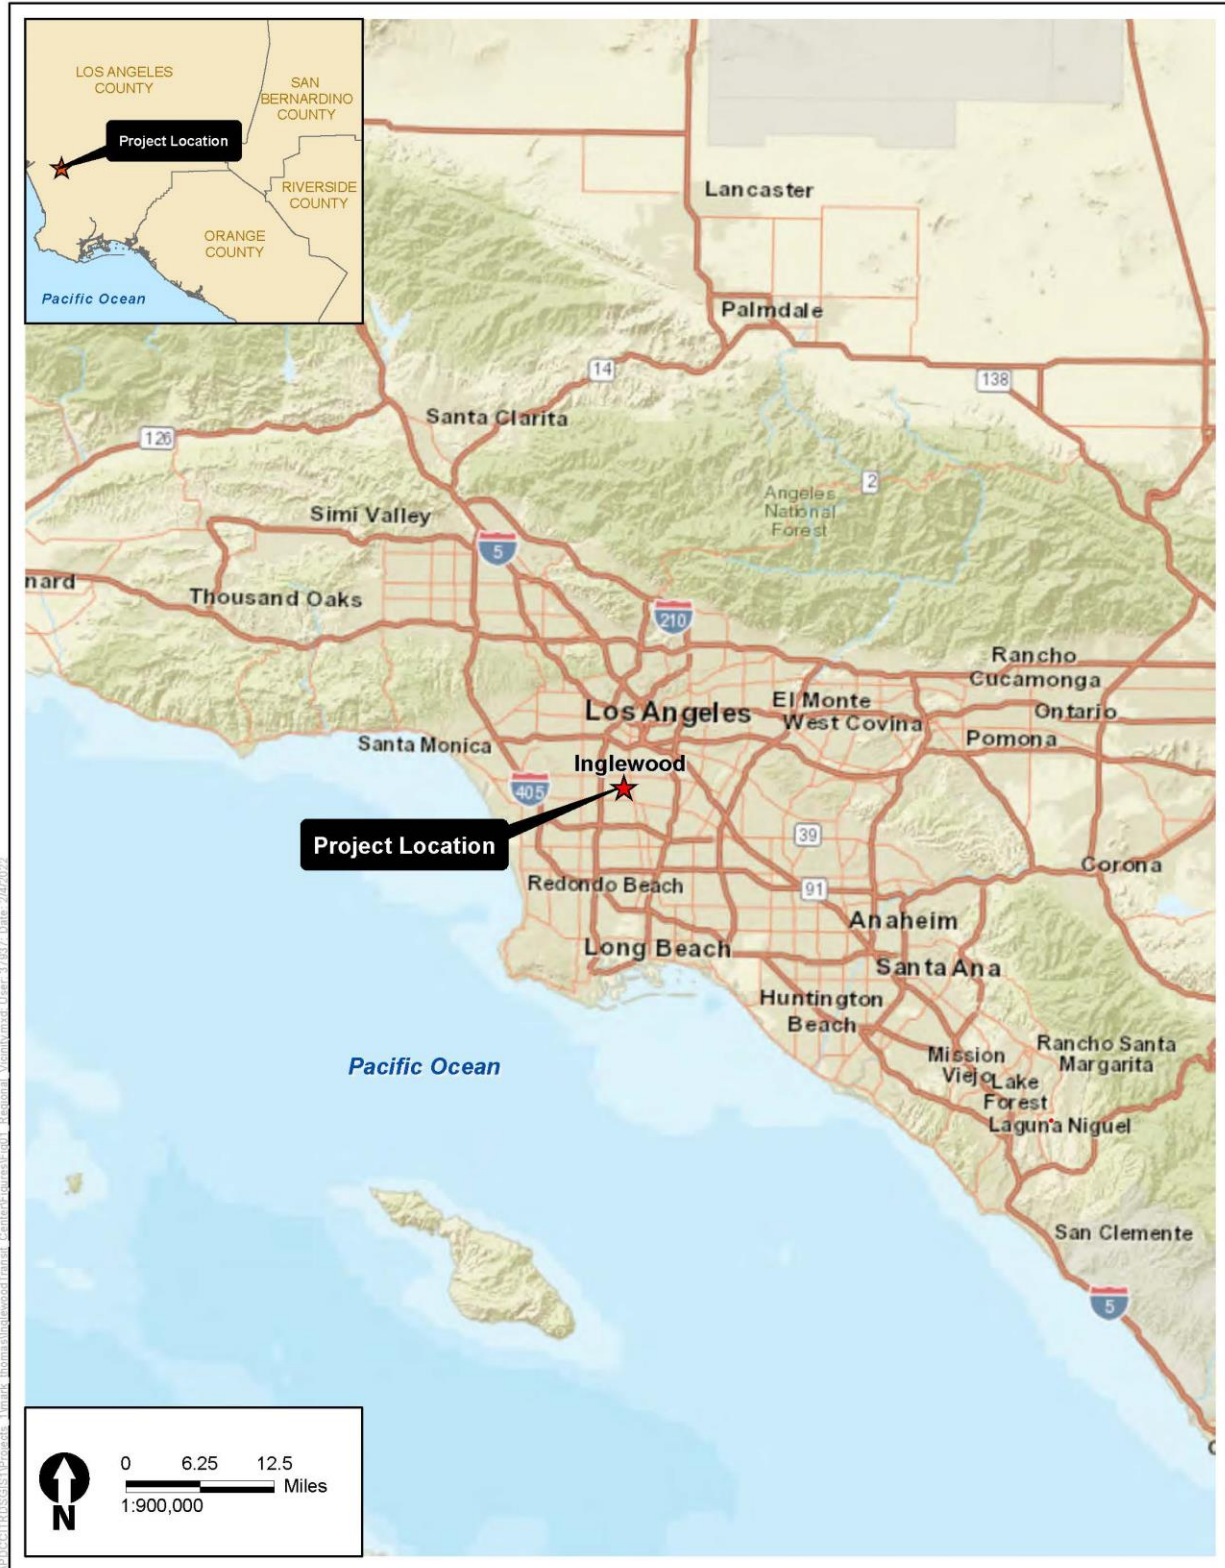 LOS ANGELES
COUNTY
SAN
BERNARDINO
COUNTY
Project Location
RIVERSIDE
COUNTY
ORANGE
COUNTY
Pacific Ocean
Lancaster
Palmdale
14
138
Santa Clarita
126
2
Angeles
National
Forest
Simi Valley
5
nard
Thousand Oaks
210
Rancho
Cucamonga
El Monte
Los Angeles
West Covina
Ontario
Santa Monica
Pomona
Inglewood
405
Project Location
39
Corona
Redondo Beach
91
Anaheim
Long Beach
Santa Ana
Huntington
Beach
Rancho Santa
Margarita
Mission
Viejo
Lake
Forest
Pacific Ocean
Laguna Niguel
San Clemente
5
0 6.25 12.5
Miles
1:900,000
N